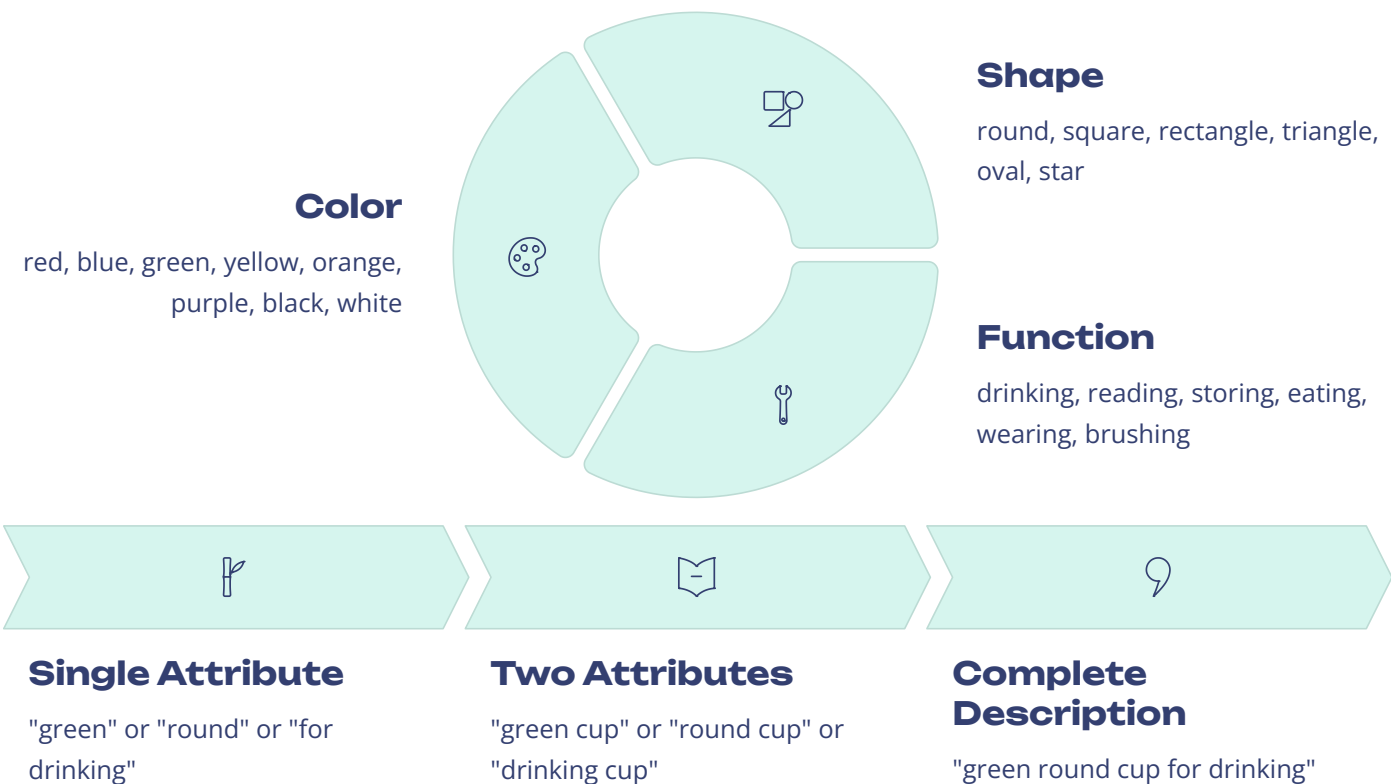 Shape
round, square, rectangle, triangle,
oval, star
Color
red, blue, green, yellow, orange,
purple, black, white
Function
drinking, reading, storing, eating,
wearing, brushing
Single Attribute
"green" or "round" or "for
drinking"
Two Attributes
"green cup" or "round cup" or
"drinking cup"
Complete
Description
"green round cup for drinking"